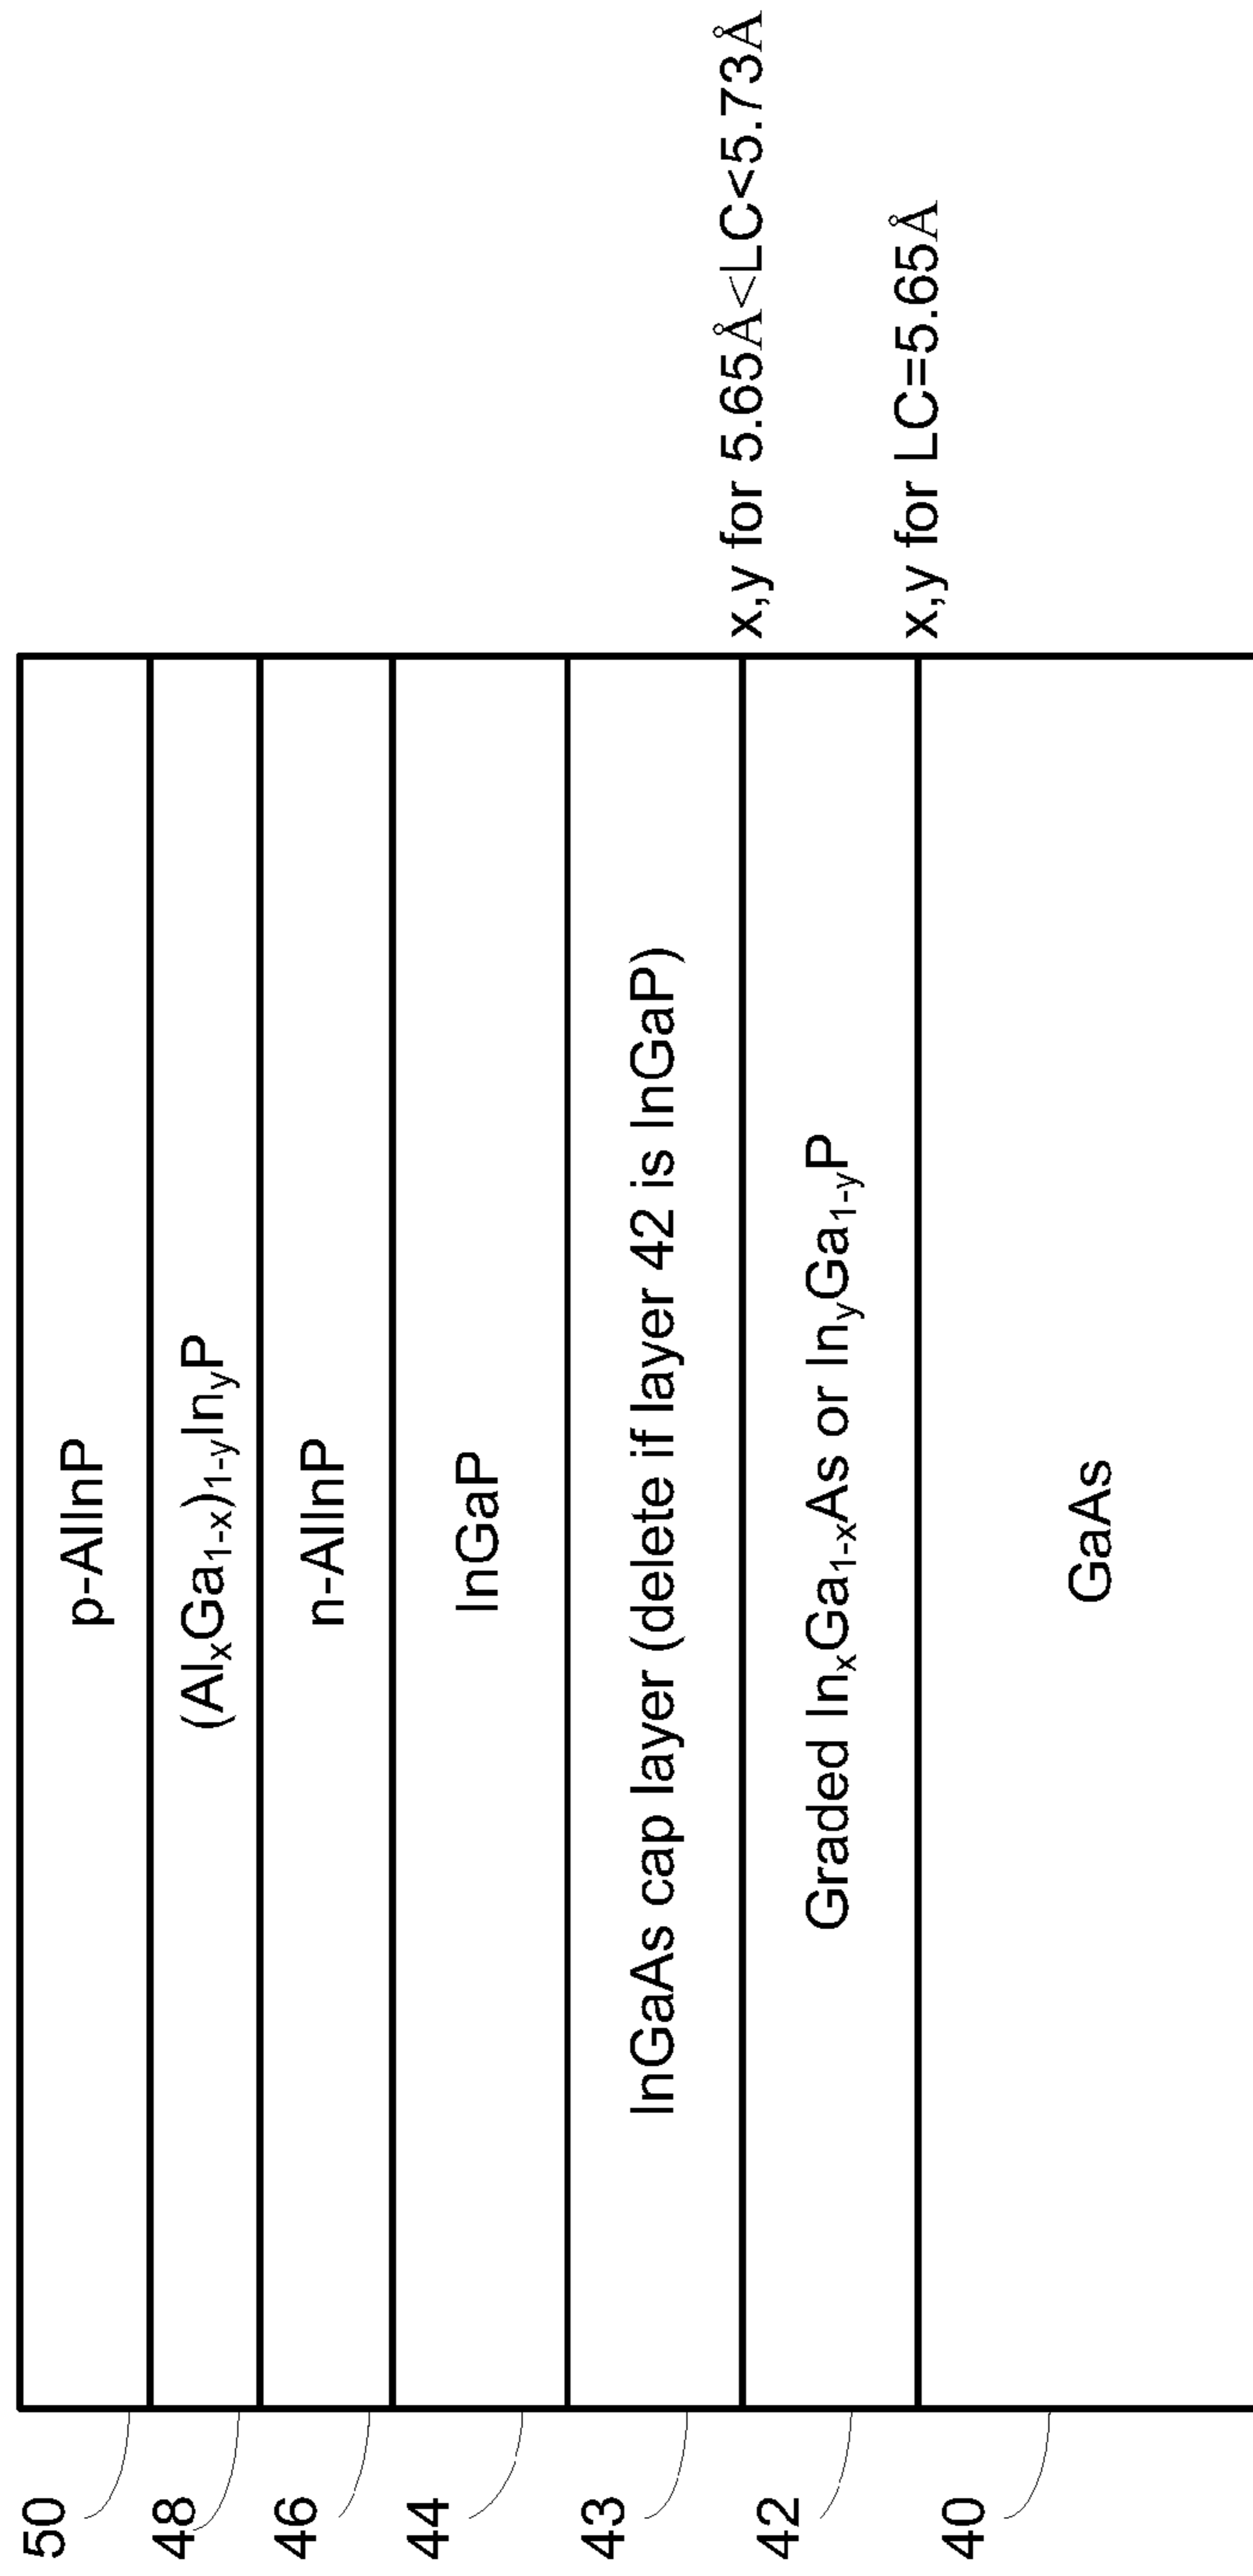 50 p-AlInP
48 (AlₓGa₁₋ₓ)₁₋yInyP
46 n-AlInP
44 InGaP
43 InGaAs cap layer (delete if layer 42 is InGaP)
x,y for 5.65Å<LC<5.73Å
42 Graded InₓGa₁₋ₓAs or InyGa₁₋yP
x,y for LC=5.65Å
40 GaAs